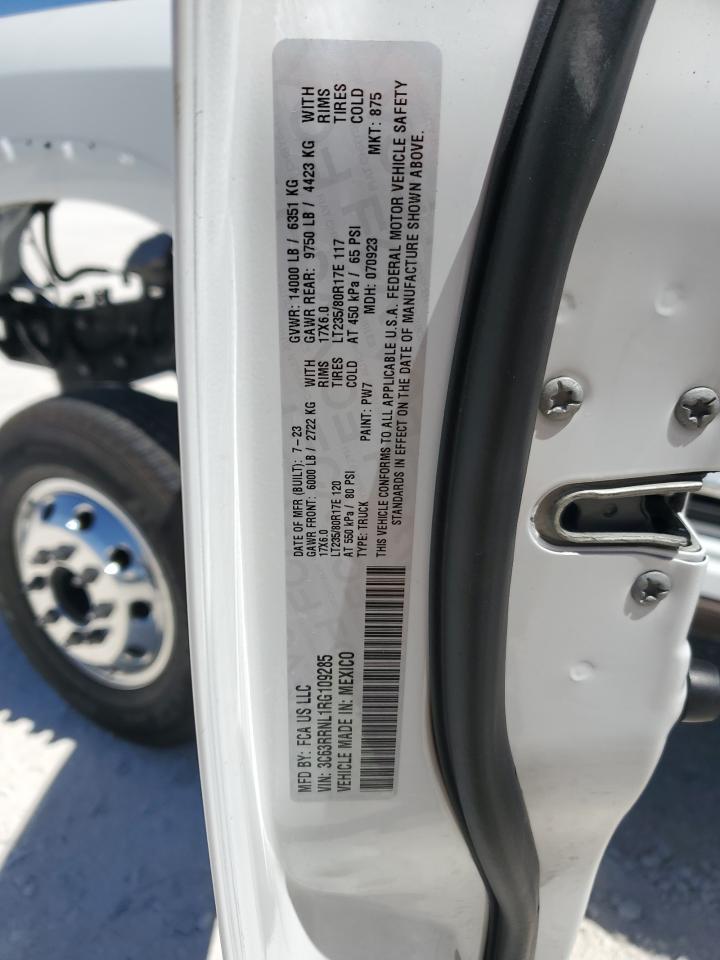 MFD BY: FCA US LLC
VIN: 3C63RRNL1RG109285
VEHICLE MADE IN: MEXICO
DATE OF MFR (BUILT): 7-23 GVWR: 14000 LB / 6351 KG
GAWR FRONT: 6000 LB / 2722 KG WITH GAWR REAR: 9750 LB / 4423 KG WITH
17X6.0 RIMS 17X6.0 RIMS
LT235/80R17E 120 TIRES LT235/80R17E 117 TIRES
AT 550 kPa / 80 PSI COLD AT 450 kPa / 65 PSI COLD
TYPE: TRUCK PAINT: PW7 MDH: 070923 MKT: 875
THIS VEHICLE CONFORMS TO ALL APPLICABLE U.S.A. FEDERAL MOTOR VEHICLE SAFETY
STANDARDS IN EFFECT ON THE DATE OF MANUFACTURE SHOWN ABOVE.